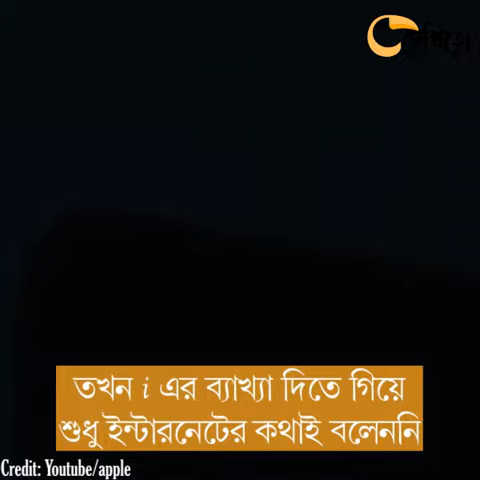 তখন i এর ব্যাখ্যা দিতে গিয়ে
শুধু ইন্টারনেটের কথাই বলেননি
Credit: Youtube/apple